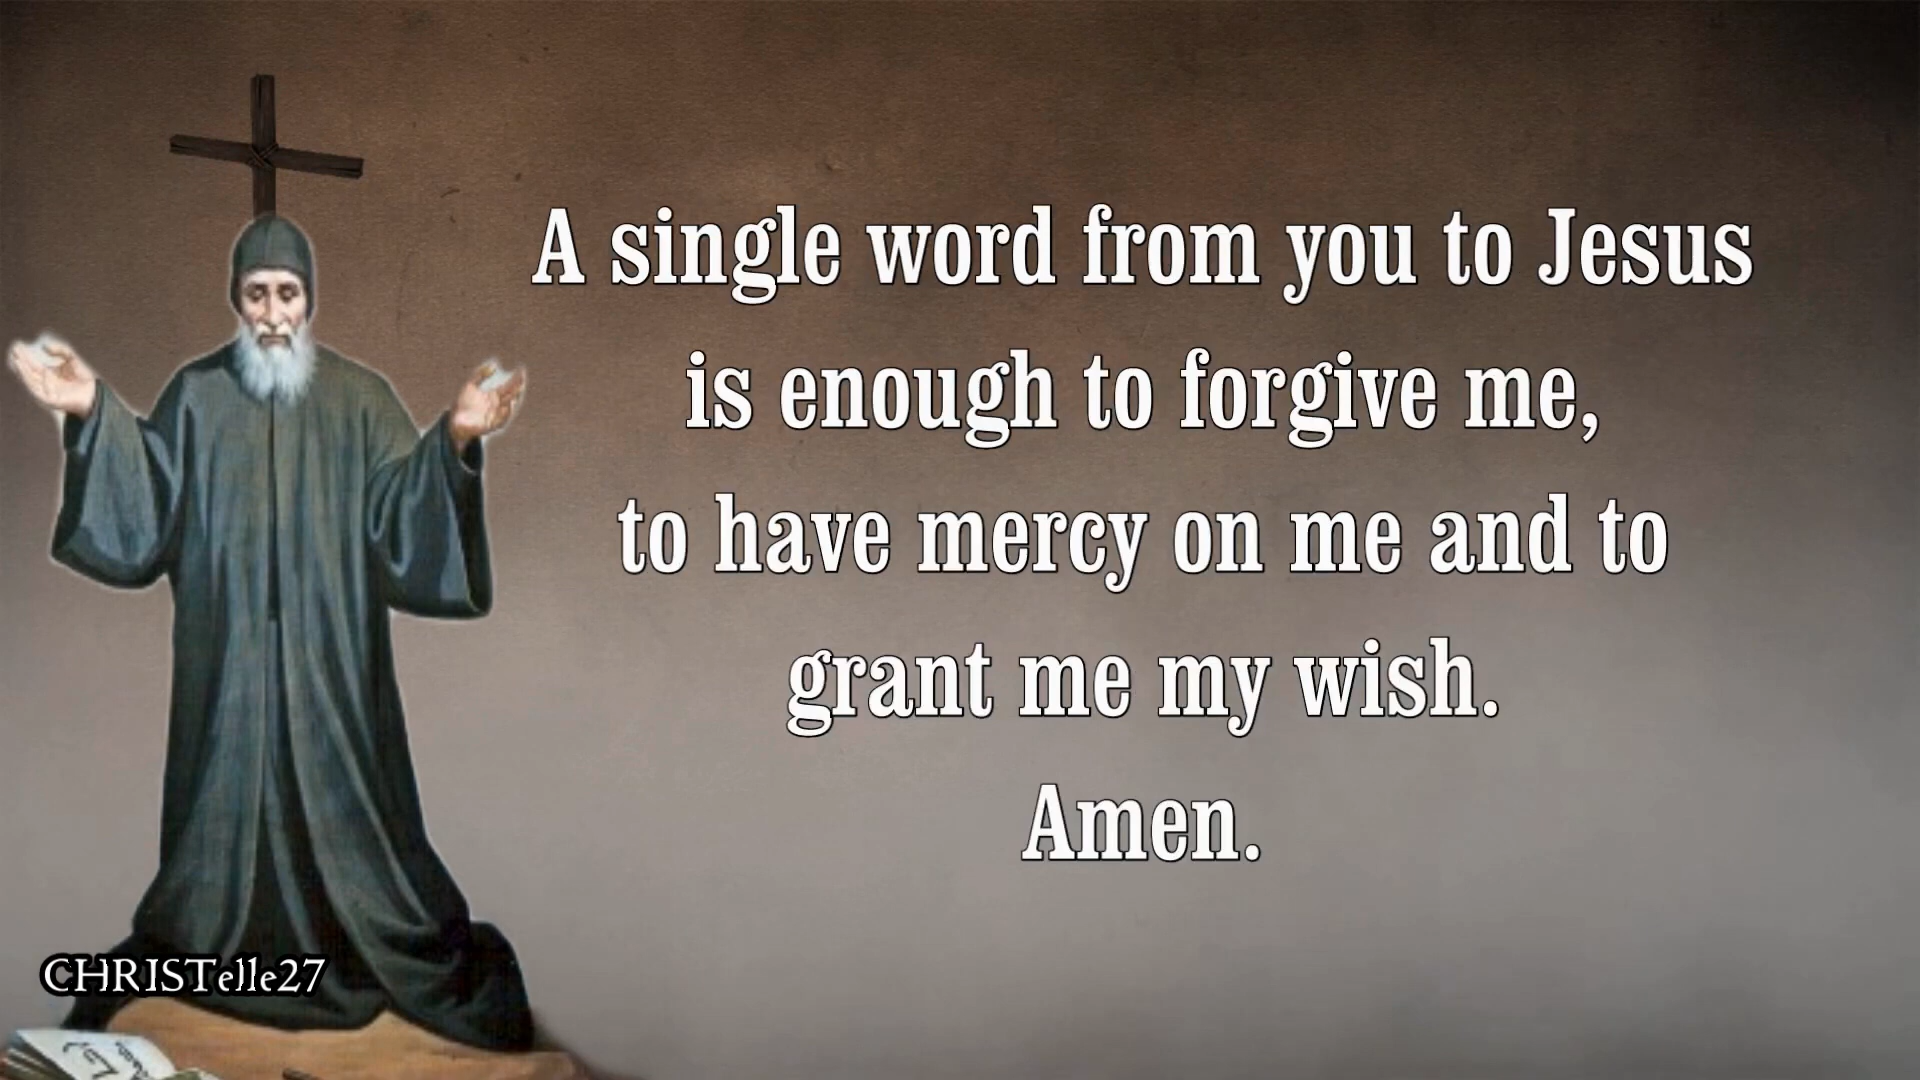 A single word from you to Jesus
is enough to forgive me,
to have mercy on me and to
grant me my wish.
Amen.
CHRISTelle27